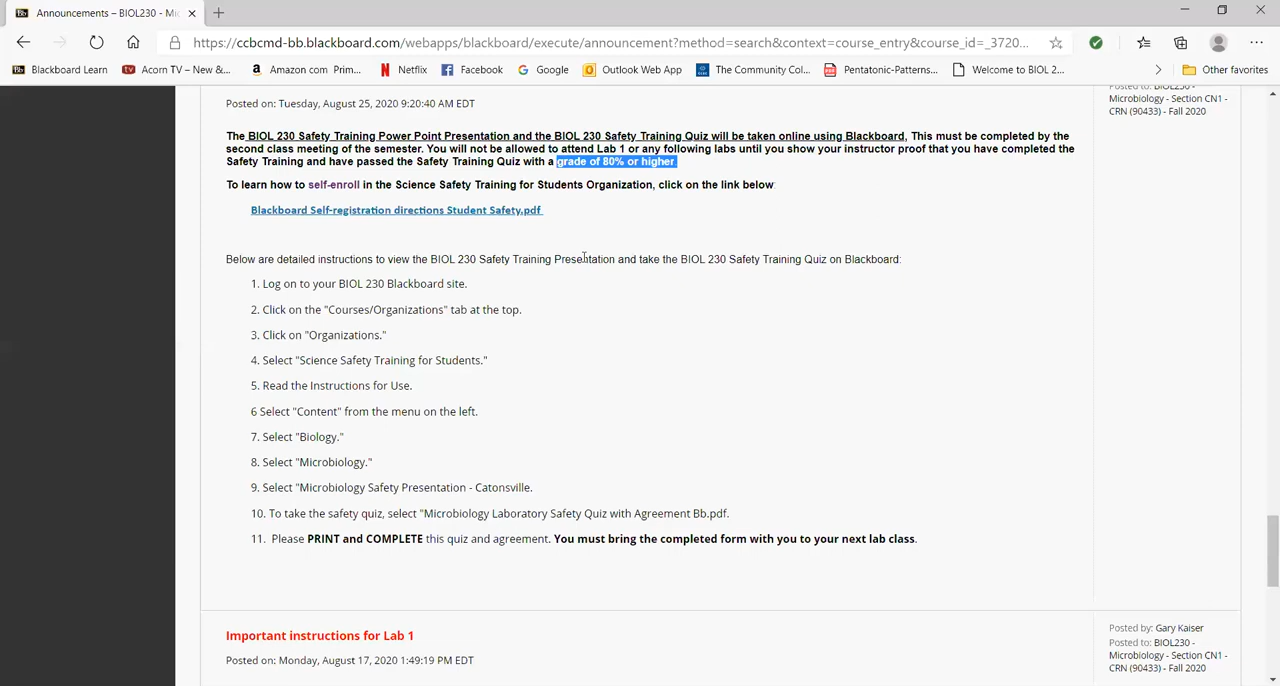 Announcements – BIOL230 - Mic
https://ccbcmd-bb.blackboard.com/webapps/blackboard/execute/announcement?method=search&context=course_entry&course_id=_3720...
Bb Blackboard Learn Acorn TV – New &... Amazon com Prim... Netflix Facebook Google Outlook Web App The Community Col... Pentatonic-Patterns... Welcome to BIOL 2... Other favorites
Posted to: BIOL230 -
Microbiology - Section CN1 -
CRN (90433) - Fall 2020
Posted on: Tuesday, August 25, 2020 9:20:40 AM EDT
The BIOL 230 Safety Training Power Point Presentation and the BIOL 230 Safety Training Quiz will be taken online using Blackboard, This must be completed by the
second class meeting of the semester. You will not be allowed to attend Lab 1 or any following labs until you show your instructor proof that you have completed the
Safety Training and have passed the Safety Training Quiz with a grade of 80% or higher.
To learn how to self-enroll in the Science Safety Training for Students Organization, click on the link below:
Blackboard Self-registration directions Student Safety.pdf
Below are detailed instructions to view the BIOL 230 Safety Training Presentation and take the BIOL 230 Safety Training Quiz on Blackboard:
1. Log on to your BIOL 230 Blackboard site.
2. Click on the "Courses/Organizations" tab at the top.
3. Click on "Organizations."
4. Select "Science Safety Training for Students."
5. Read the Instructions for Use.
6 Select "Content" from the menu on the left.
7. Select "Biology."
8. Select "Microbiology."
9. Select "Microbiology Safety Presentation - Catonsville.
10. To take the safety quiz, select "Microbiology Laboratory Safety Quiz with Agreement Bb.pdf.
11. Please PRINT and COMPLETE this quiz and agreement. You must bring the completed form with you to your next lab class.
Important instructions for Lab 1
Posted on: Monday, August 17, 2020 1:49:19 PM EDT
Posted by: Gary Kaiser
Posted to: BIOL230 -
Microbiology - Section CN1 -
CRN (90433) - Fall 2020